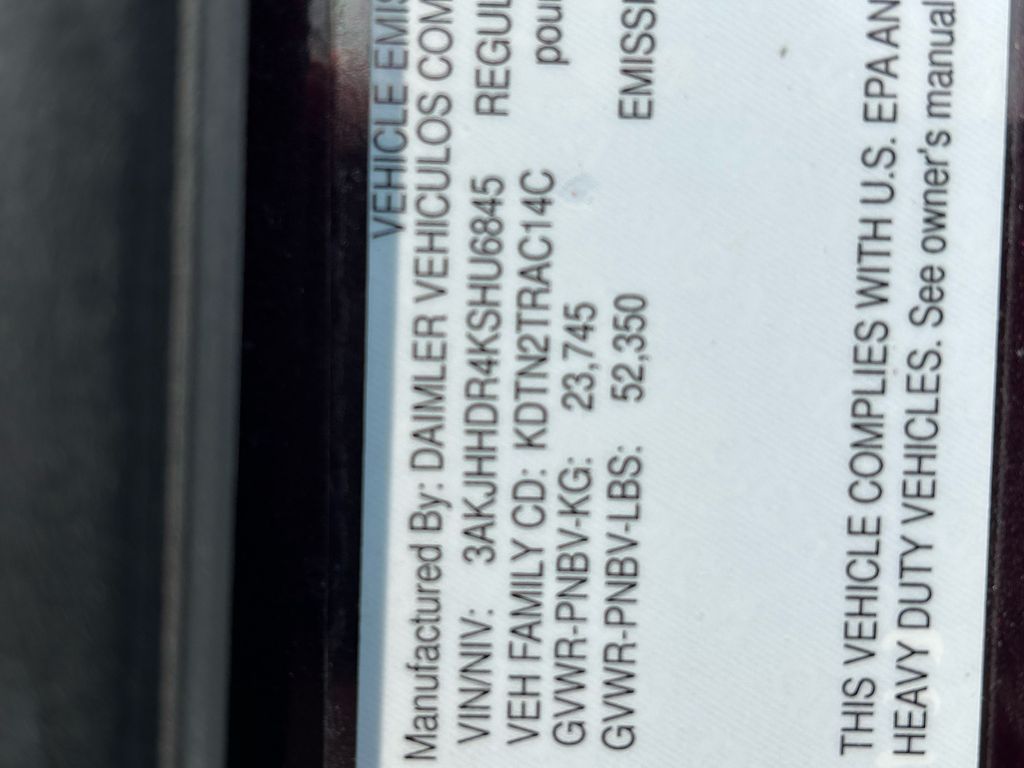 VEHICLE EMIS
Manufactured By: DAIMLER VEHICULOS COM
VIN/NIV: 3AKJHHDR4KSHU6845 REGUL
VEH FAMILY CD: KDTN2TRAC14C pour
GVWR-PNBV-KG: 23,745
GVWR-PNBV-LBS: 52,350 EMISSI
THIS VEHICLE COMPLIES WITH U.S. EPA AN
HEAVY DUTY VEHICLES. See owner's manual